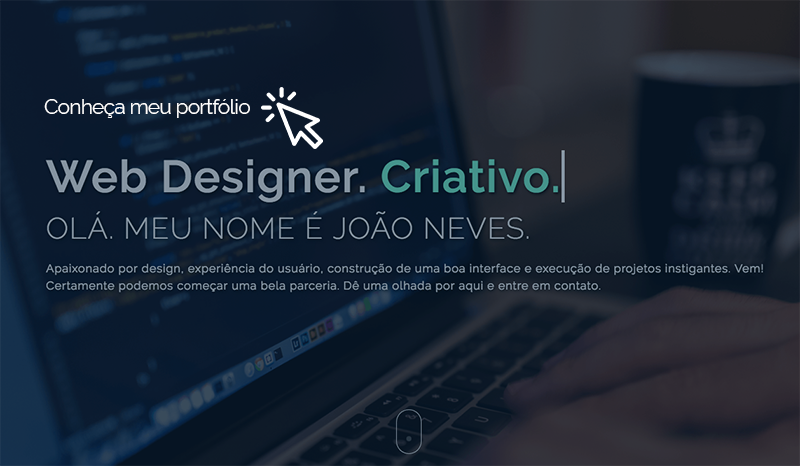 Conheça meu portfólio
Web Designer. Criativo.
OLÁ. MEU NOME É JOÃO NEVES.
Apaixonado por design, experiência do usuário, construção de uma boa interface e execução de projetos instigantes. Vem!
Certamente podemos começar uma bela parceria. Dê uma olhada por aqui e entre em contato.
KEEP
CALM